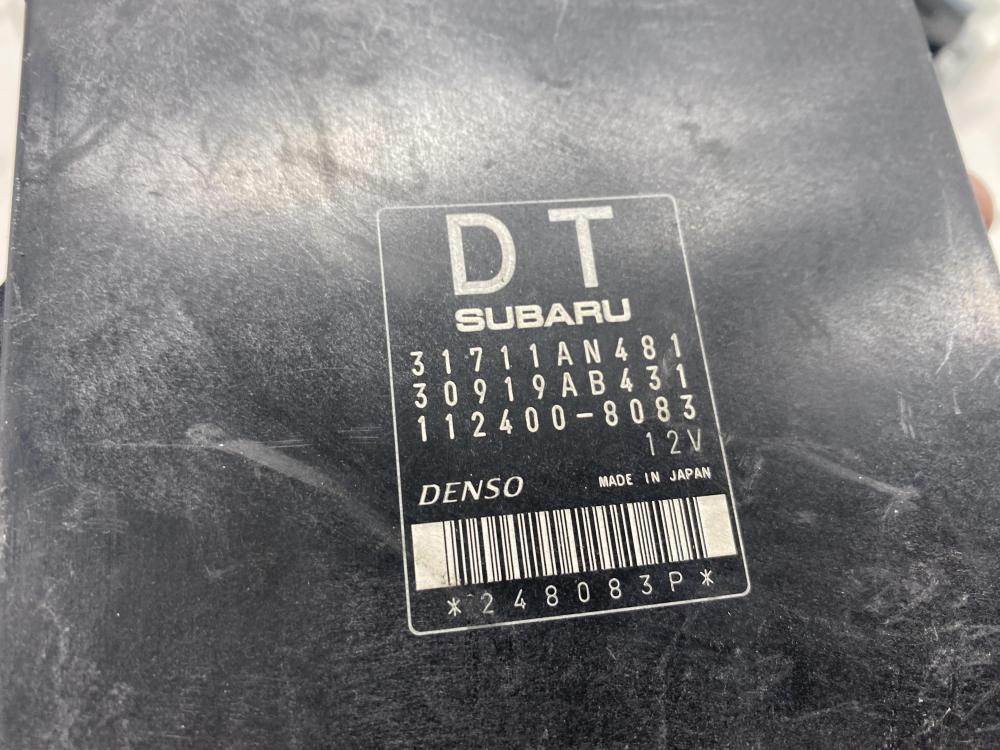 DT
SUBARU
31711AN481
30919AB431
112400-8083
12V
DENSO MADE IN JAPAN
*248083P*